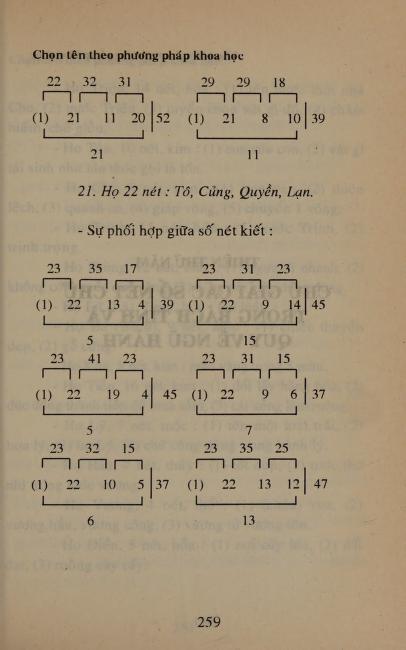 Chọn tên theo phương pháp khoa học
22 32 31 29 29 18
(1) 21 11 20 52 (1) 21 8 10 39
21 11
21. Họ 22 nét : Tô, Củng, Quyền, Lạn.
- Sự phối hợp giữa số nét kiết :
23 35 17 23 31 23
(1) 22 13 4 39 (1) 22 9 14 45
5 15
23 41 23 23 31 15
(1) 22 19 4 45 (1) 22 9 6 37
5 7
23 32 15 23 35 25
(1) 22 10 5 37 (1) 22 13 12 47
6 13
259